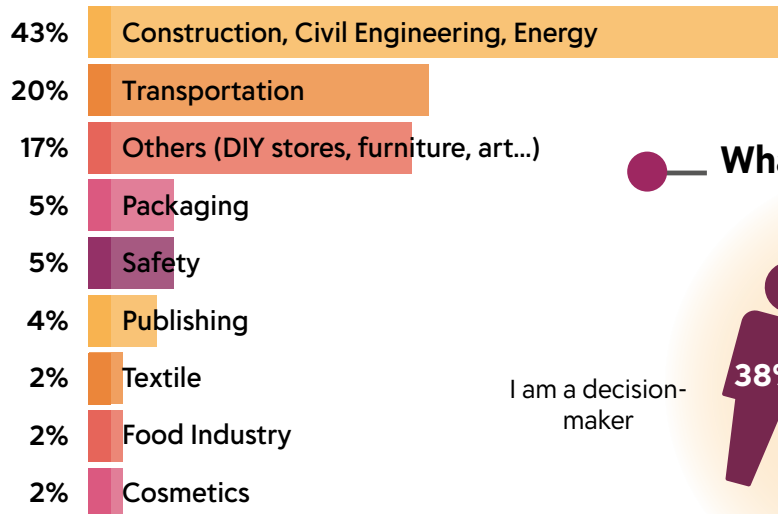 43% Construction, Civil Engineering, Energy
20% Transportation
17% Others (DIY stores, furniture, art...)
5% Packaging
5% Safety
4% Publishing
2% Textile
2% Food Industry
2% Cosmetics
I am a decision-
maker
38%